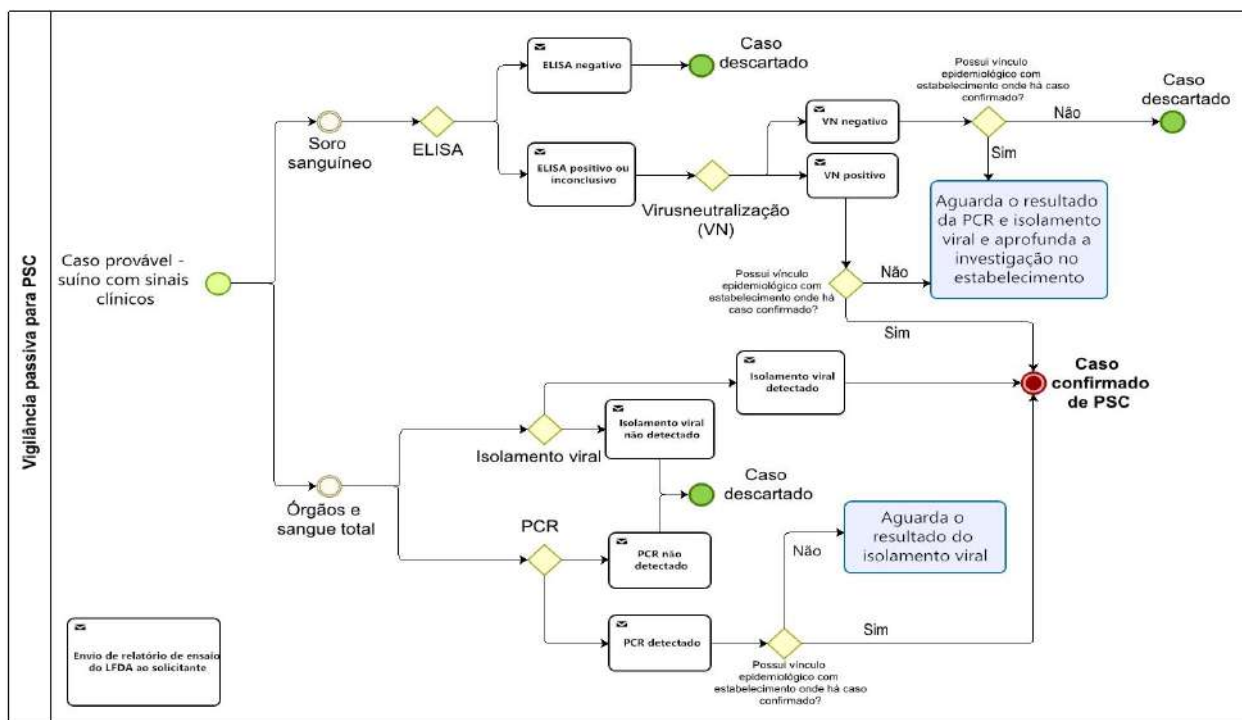 Vigilância passiva para PSC
Caso provável -
suíno com sinais
clínicos
Soro
sanguíneo
ELISA
ELISA negativo
Caso
descartado
ELISA positivo ou
inconclusivo
Virusneutralização
(VN)
VN negativo
VN positivo
Possui vínculo
epidemiológico com
estabelecimento onde há
caso confirmado?
Não
Caso
descartado
Sim
Aguarda o resultado
da PCR e isolamento
viral e aprofunda a
investigação no
estabelecimento
Possui vínculo
epidemiológico com
estabelecimento onde há
caso confirmado?
Não
Sim
Caso
confirmado
de PSC
Órgãos e
sangue total
Isolamento viral
Isolamento viral
detectado
Isolamento viral
não detectado
Caso
descartado
PCR
PCR não
detectado
PCR detectado
Possui vínculo
epidemiológico com
estabelecimento onde há caso
confirmado?
Não
Aguarda o
resultado do
isolamento viral
Sim
Envio de relatório de ensaio
do LFDA ao solicitante